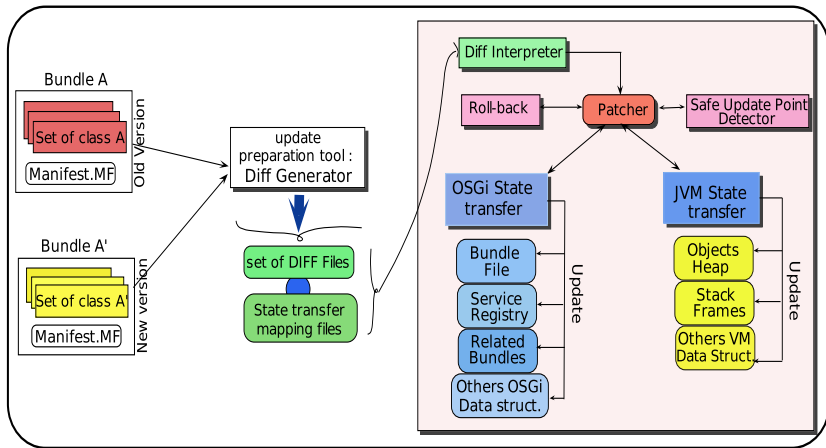 Bundle A
Set of class A
Manifest.MF
Old Version
Bundle A'
Set of class A'
Manifest.MF
New version
update
preparation tool :
Diff Generator
set of DIFF Files
State transfer
mapping files
Diff Interpreter
Roll-back
Patcher
Safe Update Point
Detector
OSGi State
transfer
Bundle
File
Service
Registry
Related
Bundles
Others OSGi
Data struct.
Update
JVM State
transfer
Objects
Heap
Stack
Frames
Others VM
Data Struct.
Update